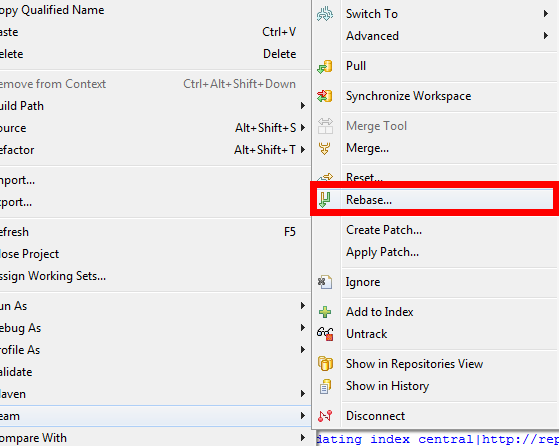 opy Qualified Name
aste Ctrl+V
elete Delete
emove from Context Ctrl+Alt+Shift+Down
uild Path
ource Alt+Shift+S
efactor Alt+Shift+T
mport...
xport...
efresh F5
lose Project
ssign Working Sets...
un As
ebug As
rofile As
alidate
aven
eam
ompare With
Switch To
Advanced
Pull
Synchronize Workspace
Merge Tool
Merge...
Reset...
Rebase...
Create Patch...
Apply Patch...
Ignore
Add to Index
Untrack
Show in Repositories View
Show in History
Disconnect
dating index central|http://rep